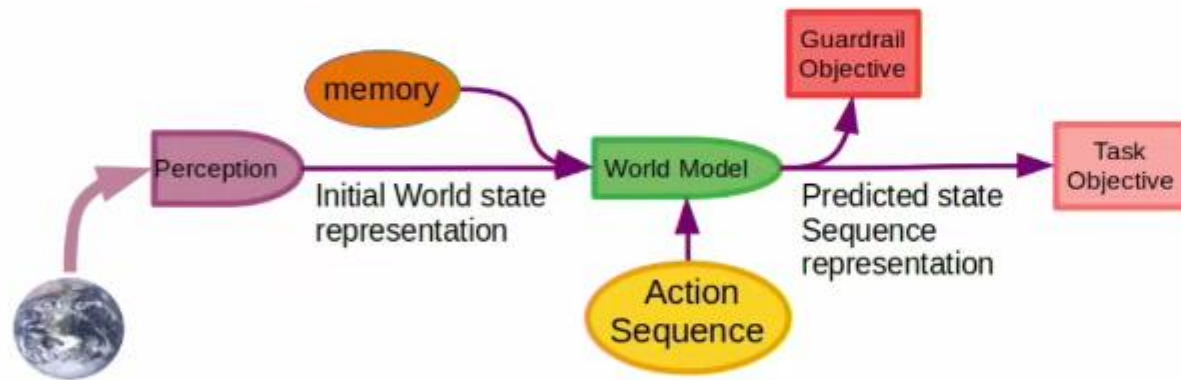 Guardrail
Objective
memory
Perception
World Model
Task
Objective
Initial World state
representation
Predicted state
Sequence
representation
Action
Sequence